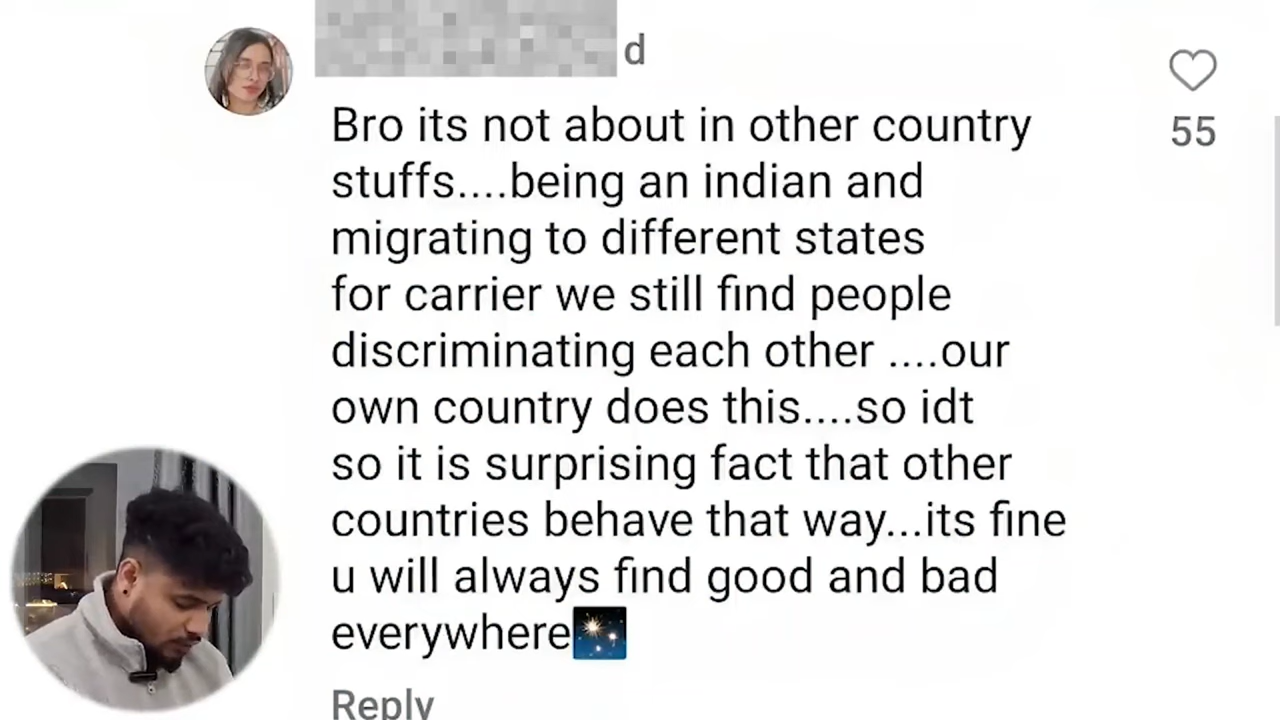 d
Bro its not about in other country
55
stuffs....being an indian and
migrating to different states
for carrier we still find people
discriminating each other ....our
own country does this....so idt
so it is surprising fact that other
countries behave that way...its fine
u will always find good and bad
everywhere🎇
Reply